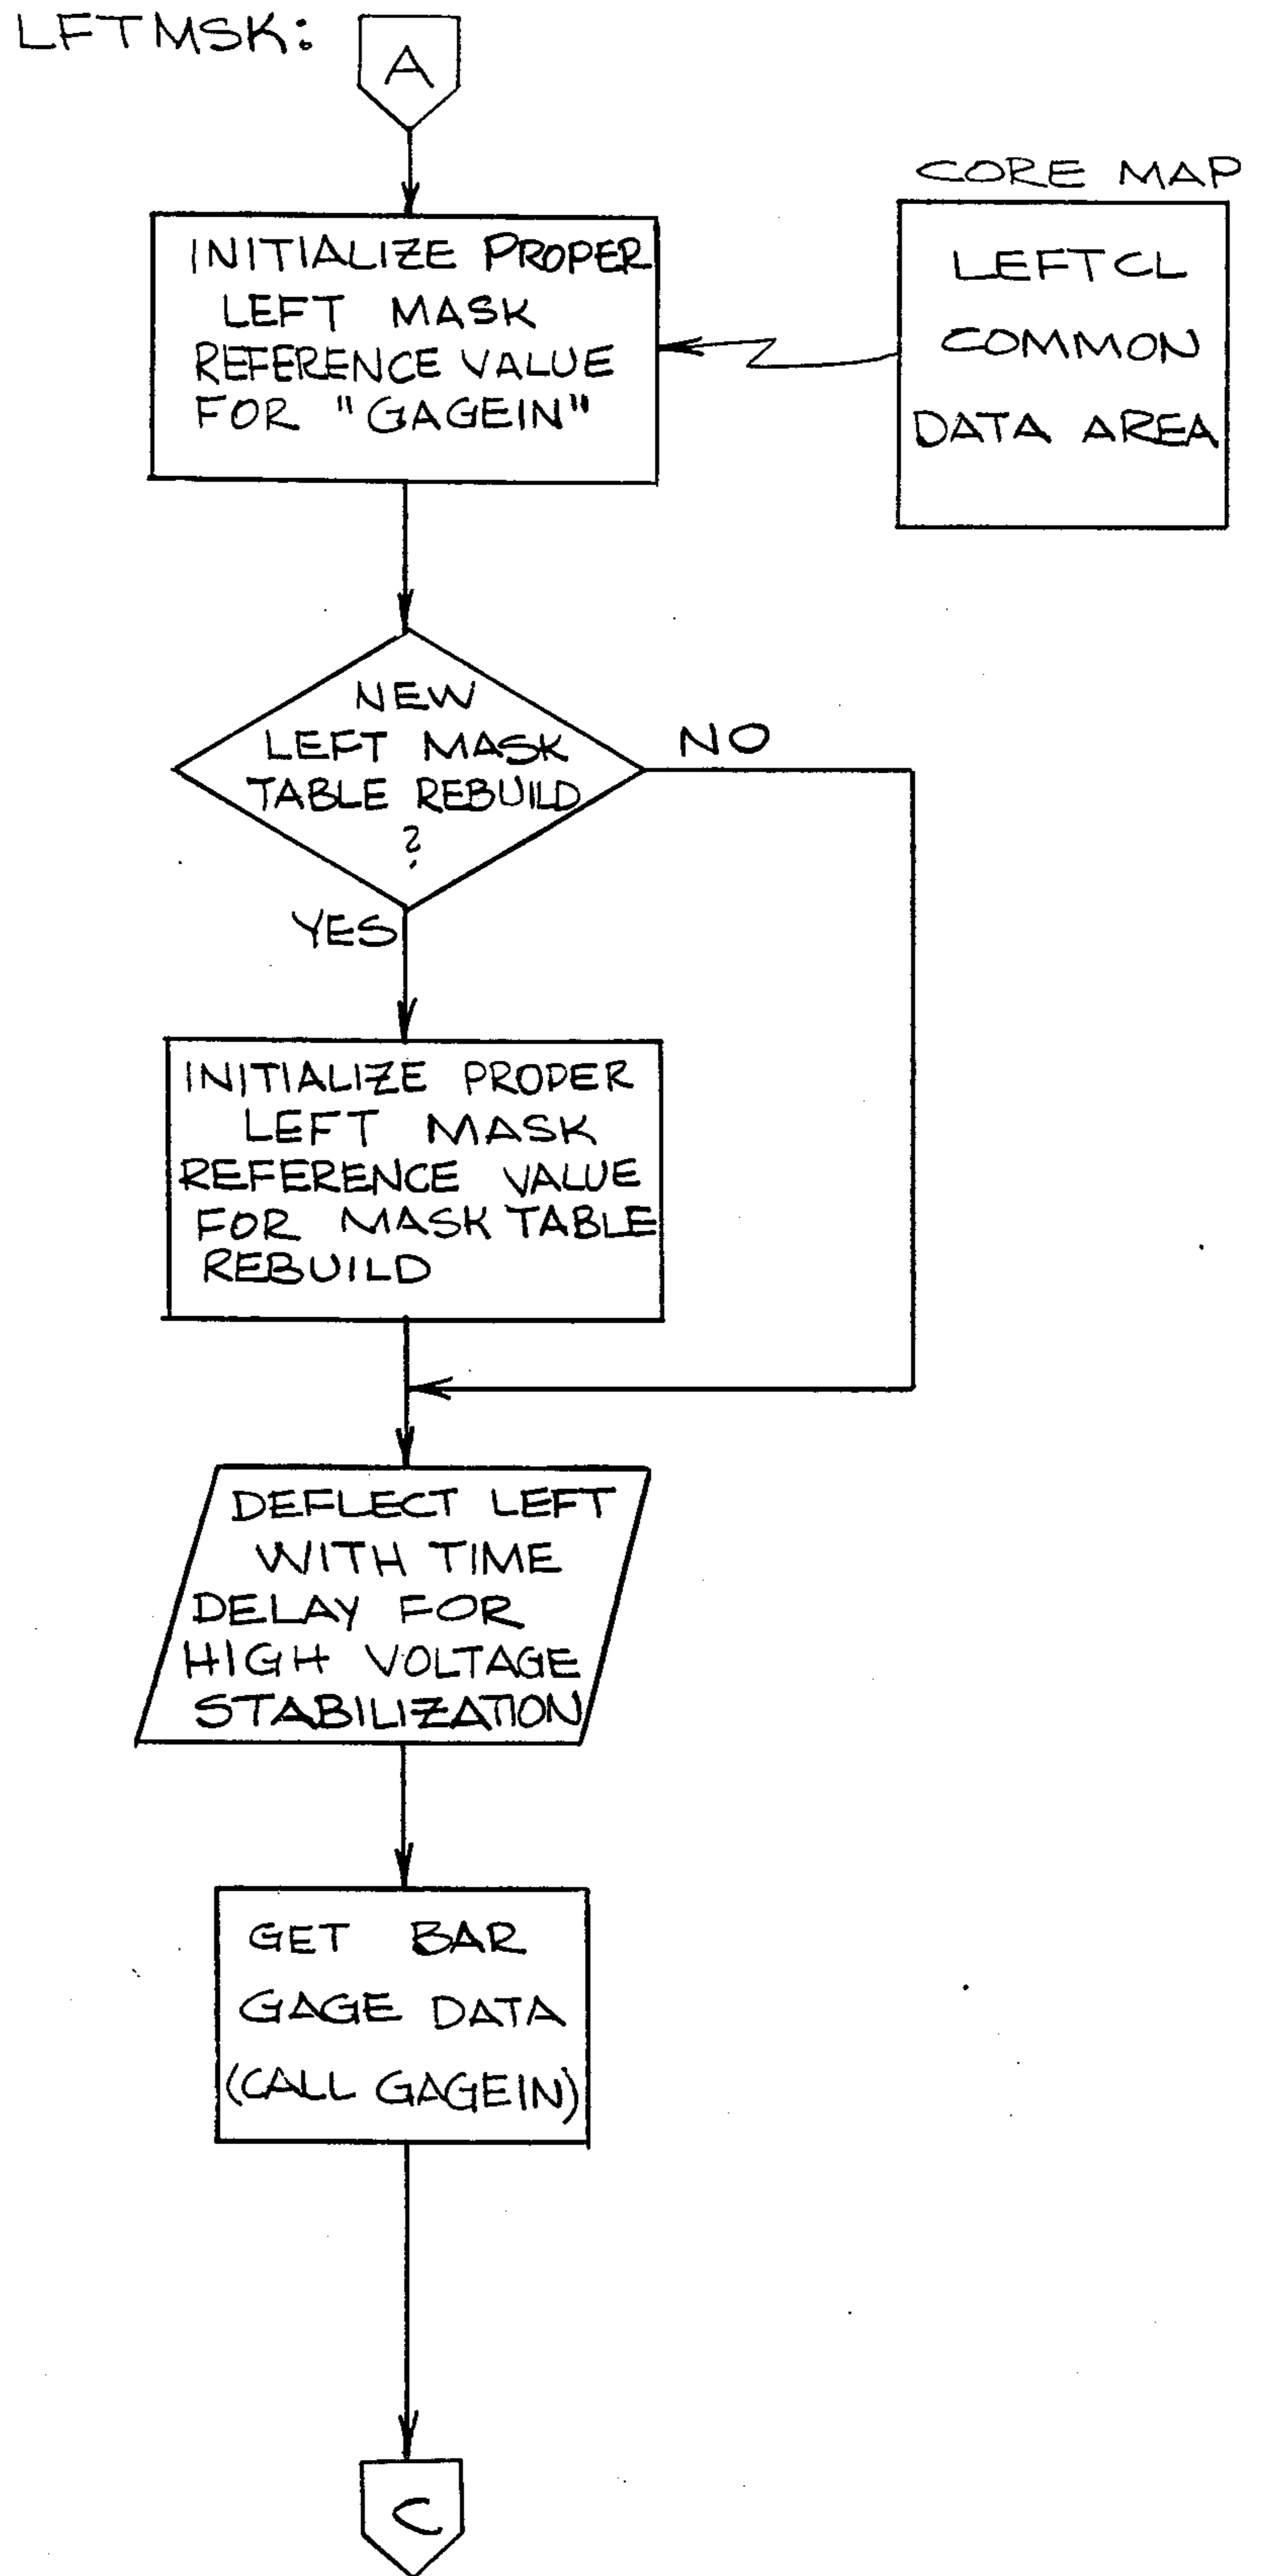 LFTMSK:
A
CORE MAP
INITIALIZE PROPER
LEFT MASK
REFERENCE VALUE
FOR "GAGEIN"
LEFTCL
COMMON
DATA AREA
NEW
LEFT MASK
TABLE REBUILD
?
NO
YES
INITIALIZE PROPER
LEFT MASK
REFERENCE VALUE
FOR MASK TABLE
REBUILD
DEFLECT LEFT
WITH TIME
DELAY FOR
HIGH VOLTAGE
STABILIZATION
GET BAR
GAGE DATA
(CALL GAGEIN)
C